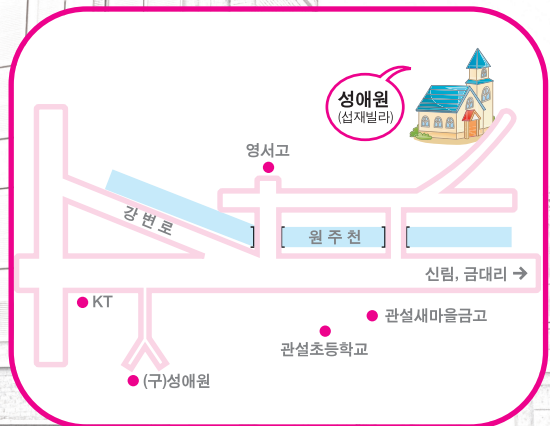 성애원
(섭재빌라)
영서고
강변로
원주천
신림, 금대리 →
KT
관설새마을금고
관설초등학교
(구)성애원